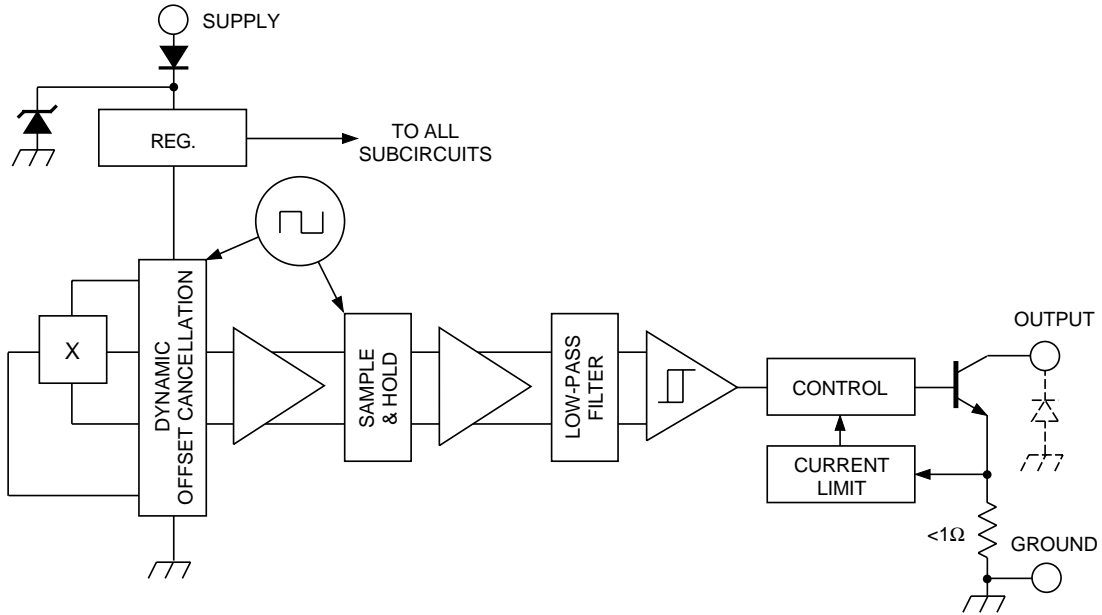 SUPPLY
REG.
TO ALL
SUBCIRCUITS
X
DYNAMIC
OFFSET CANCELLATION
SAMPLE
& HOLD
LOW-PASS
FILTER
CONTROL
CURRENT
LIMIT
OUTPUT
<1Ω
GROUND